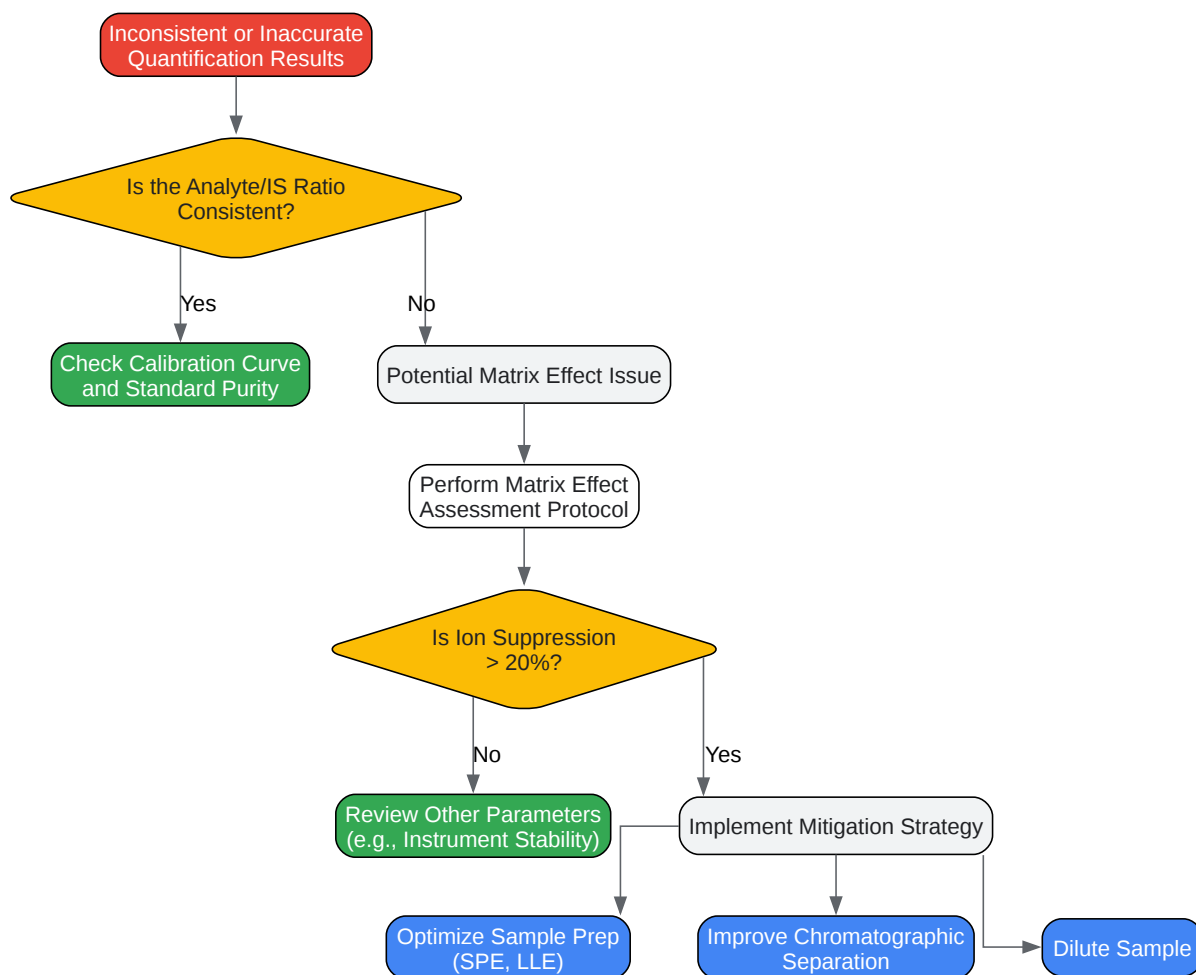 Inconsistent or Inaccurate
Quantification Results
Is the Analyte/IS Ratio
Consistent?
Yes
No
Check Calibration Curve
and Standard Purity
Potential Matrix Effect Issue
Perform Matrix Effect
Assessment Protocol
Is Ion Suppression
> 20%?
No
Yes
Review Other Parameters
(e.g., Instrument Stability)
Implement Mitigation Strategy
Optimize Sample Prep
(SPE, LLE)
Improve Chromatographic
Separation
Dilute Sample